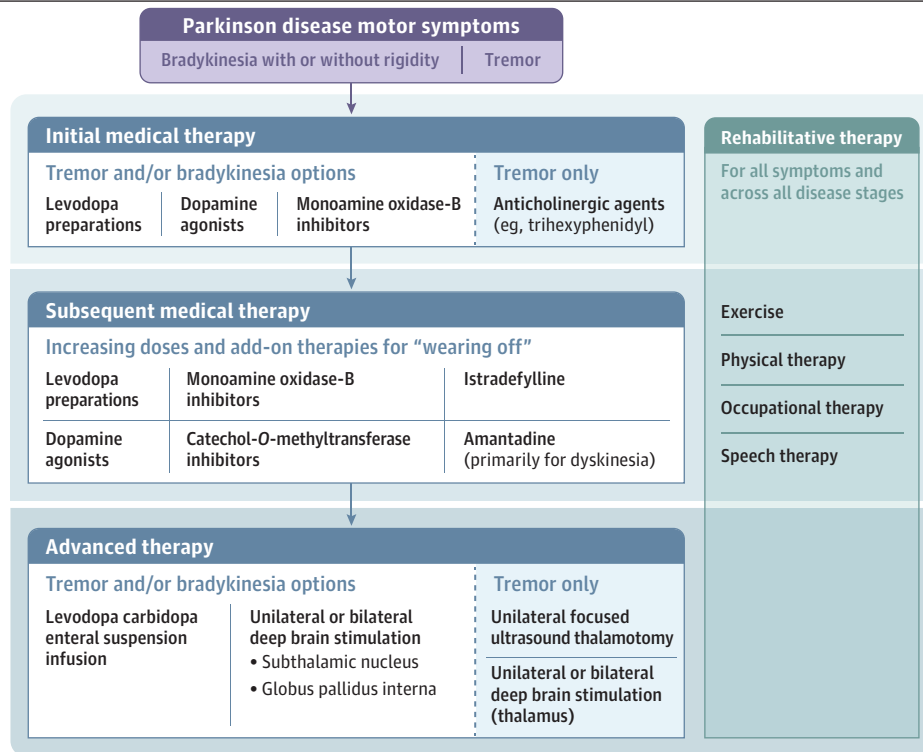 Parkinson disease motor symptoms
Bradykinesia with or without rigidity
Tremor
Initial medical therapy
Tremor and/or bradykinesia options
Levodopa
preparations
Dopamine
agonists
Monoamine oxidase-B
inhibitors
Tremor only
Anticholinergic agents
(eg, trihexyphenidyl)
Subsequent medical therapy
Increasing doses and add-on therapies for “wearing off”
Levodopa
preparations
Monoamine oxidase-B
inhibitors
Istradefylline
Dopamine
agonists
Catechol-O-methyltransferase
inhibitors
Amantadine
(primarily for dyskinesia)
Advanced therapy
Tremor and/or bradykinesia options
Levodopa carbidopa
enteral suspension
infusion
Unilateral or bilateral
deep brain stimulation
• Subthalamic nucleus
• Globus pallidus interna
Tremor only
Unilateral focused
ultrasound thalamotomy
Unilateral or bilateral
deep brain stimulation
(thalamus)
Rehabilitative therapy
For all symptoms and
across all disease stages
Exercise
Physical therapy
Occupational therapy
Speech therapy